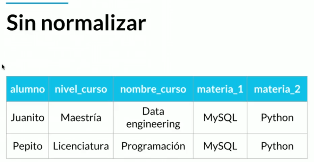 Sin normalizar
alumno nivel_curso nombre_curso materia_1 materia_2
Juanito Maestría Data engineering MySQL Python
Pepito Licenciatura Programación MySQL Python